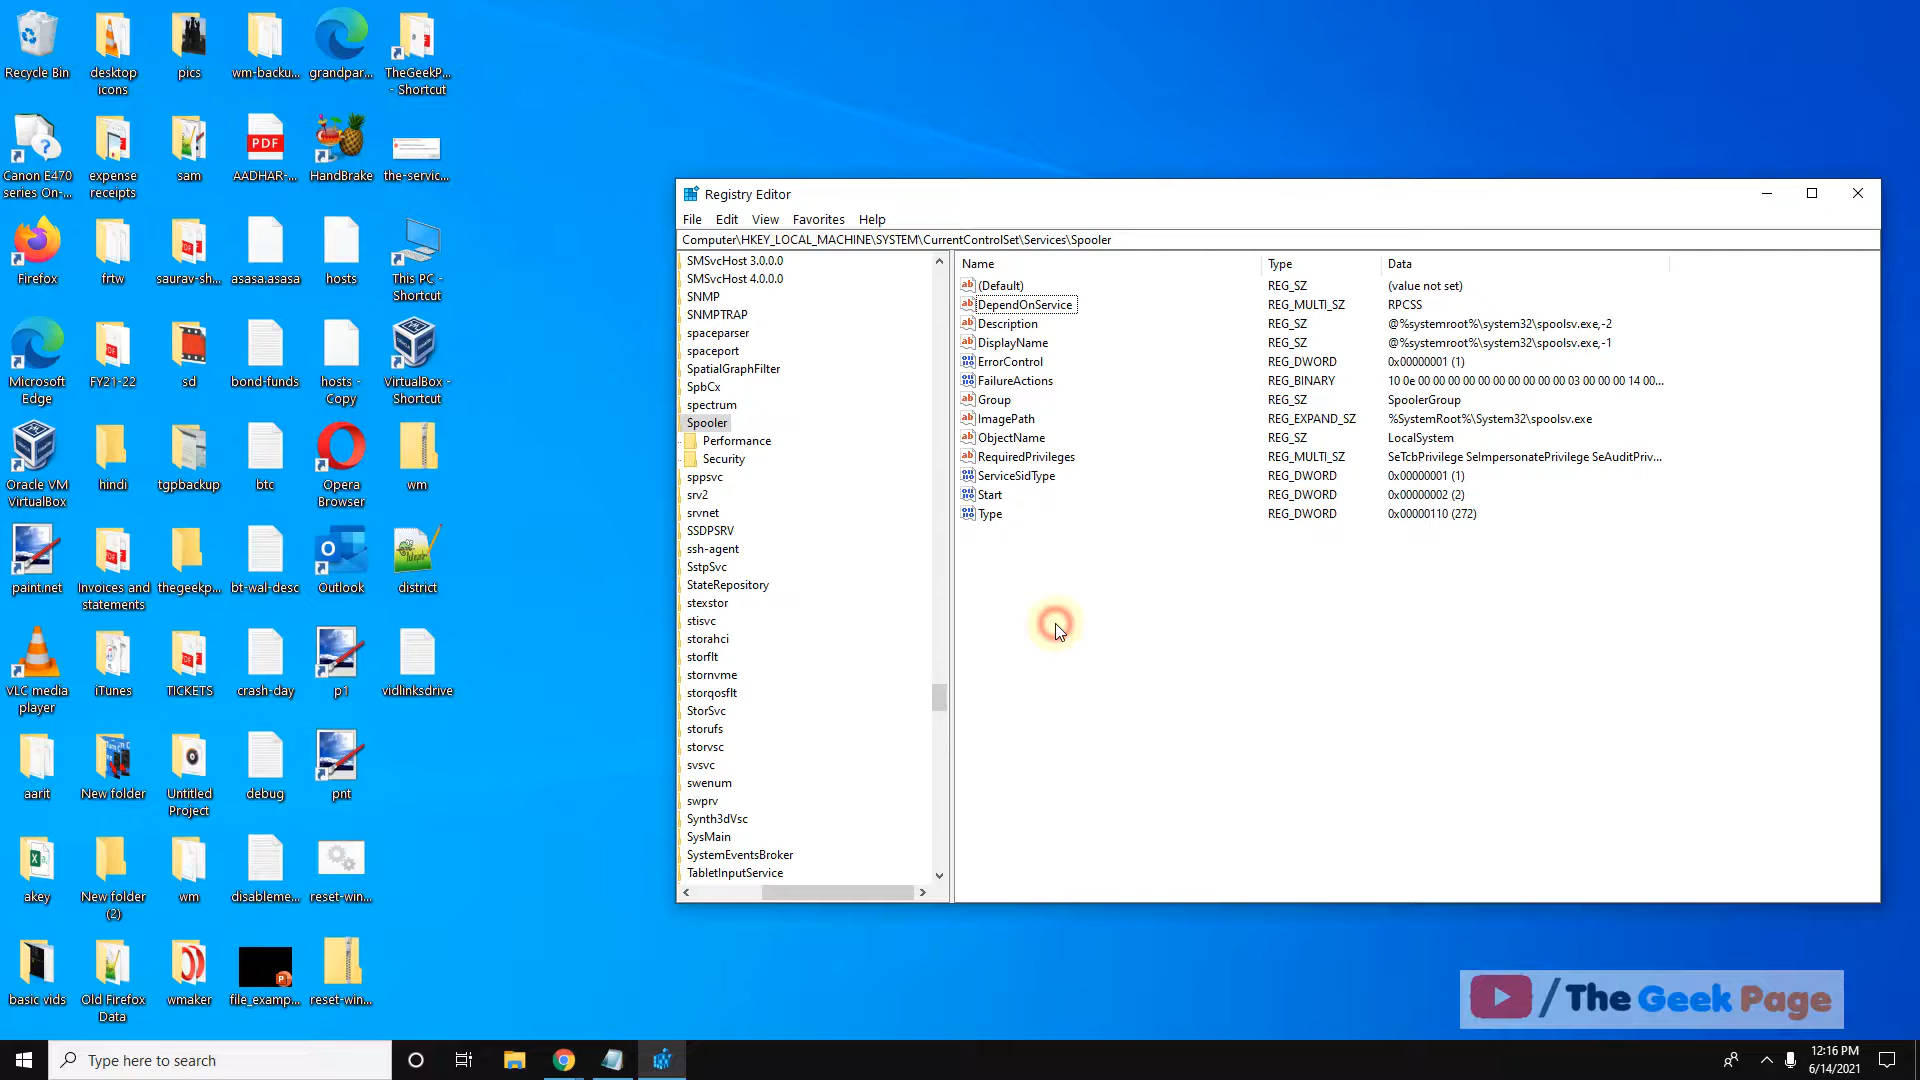 Recycle Bin
desktop icons
pics
wm-backu...
grandpar...
TheGeekP... - Shortcut
Canon E470 series On-...
expense receipts
sam
AADHAR-...
HandBrake
the-servic...
PDF
Firefox
frtw
saurav-sh...
asasa.asasa
hosts
This PC - Shortcut
Microsoft Edge
FY21-22
sd
bond-funds
hosts - Copy
VirtualBox - Shortcut
Oracle VM VirtualBox
hindi
tgpbackup
btc
Opera Browser
wm
paint.net
Invoices and statements
thegeekp...
bt-wal-desc
Outlook
district
VLC media player
iTunes
TICKETS
crash-day
p1
vidlinksdrive
aarit
New folder
Untitled Project
debug
pnt
akey
New folder (2)
wm
disableme...
reset-win...
basic vids
Old Firefox Data
wmaker
file_examp...
reset-win...
Registry Editor
File Edit View Favorites Help
Computer\HKEY_LOCAL_MACHINE\SYSTEM\CurrentControlSet\Services\Spooler
SMSvcHost 3.0.0.0
SMSvcHost 4.0.0.0
SNMP
SNMPTRAP
spaceparser
spaceport
SpatialGraphFilter
SpbCx
spectrum
Spooler
Performance
Security
sppsvc
srv2
srvnet
SSDPSRV
ssh-agent
SstpSvc
StateRepository
stexstor
stisvc
storahci
storflt
stornvme
storqosflt
StorSvc
storufs
storvsc
svsvc
swenum
swprv
Synth3dVsc
SysMain
SystemEventsBroker
TabletInputService
Name Type Data
(Default) REG_SZ (value not set)
DependOnService REG_MULTI_SZ RPCSS
Description REG_SZ @%systemroot%\system32\spoolsv.exe,-2
DisplayName REG_SZ @%systemroot%\system32\spoolsv.exe,-1
ErrorControl REG_DWORD 0x00000001 (1)
FailureActions REG_BINARY 10 0e 00 00 00 00 00 00 00 00 00 00 03 00 00 00 14 00...
Group REG_SZ SpoolerGroup
ImagePath REG_EXPAND_SZ %SystemRoot%\System32\spoolsv.exe
ObjectName REG_SZ LocalSystem
RequiredPrivileges REG_MULTI_SZ SeTcbPrivilege SeImpersonatePrivilege SeAuditPriv...
ServiceSidType REG_DWORD 0x00000001 (1)
Start REG_DWORD 0x00000002 (2)
Type REG_DWORD 0x00000110 (272)
/ The Geek Page
Type here to search
12:16 PM
6/14/2021